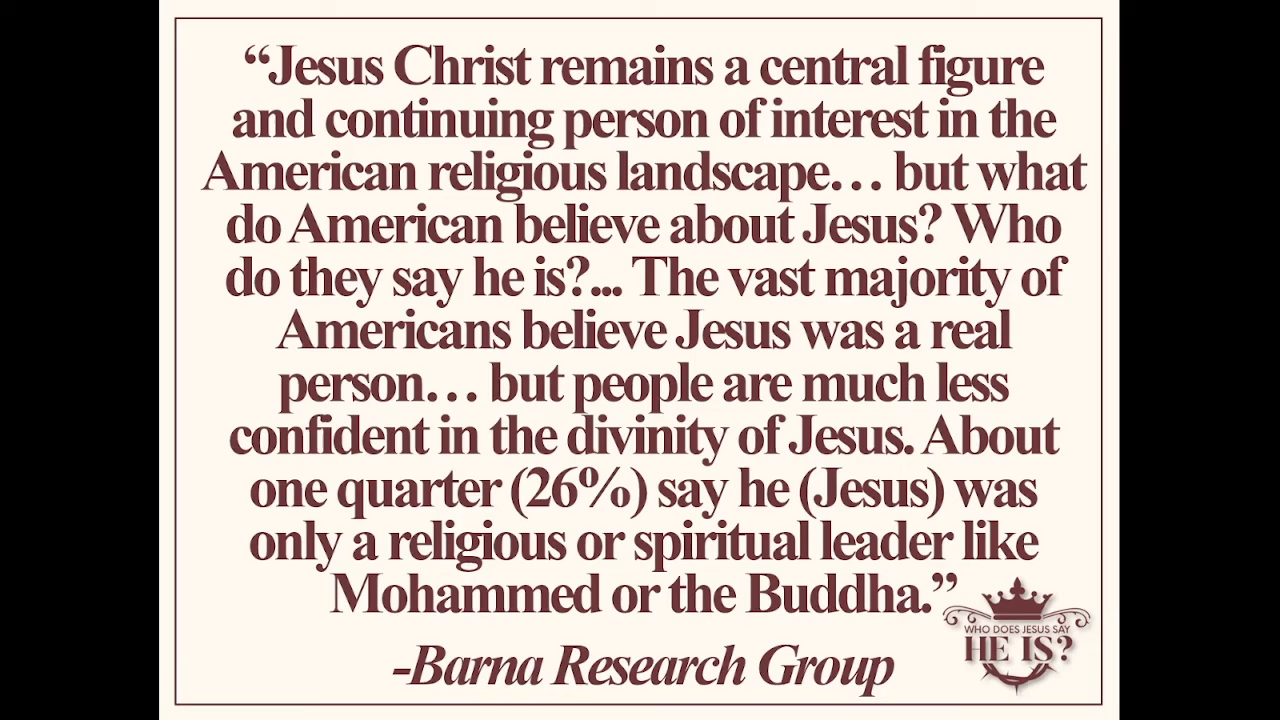 “Jesus Christ remains a central figure
and continuing person of interest in the
American religious landscape… but what
do American believe about Jesus? Who
do they say he is?... The vast majority of
Americans believe Jesus was a real
person… but people are much less
confident in the divinity of Jesus. About
one quarter (26%) say he (Jesus) was
only a religious or spiritual leader like
Mohammed or the Buddha.”
-Barna Research Group
WHO DOES JESUS SAY
HE IS?